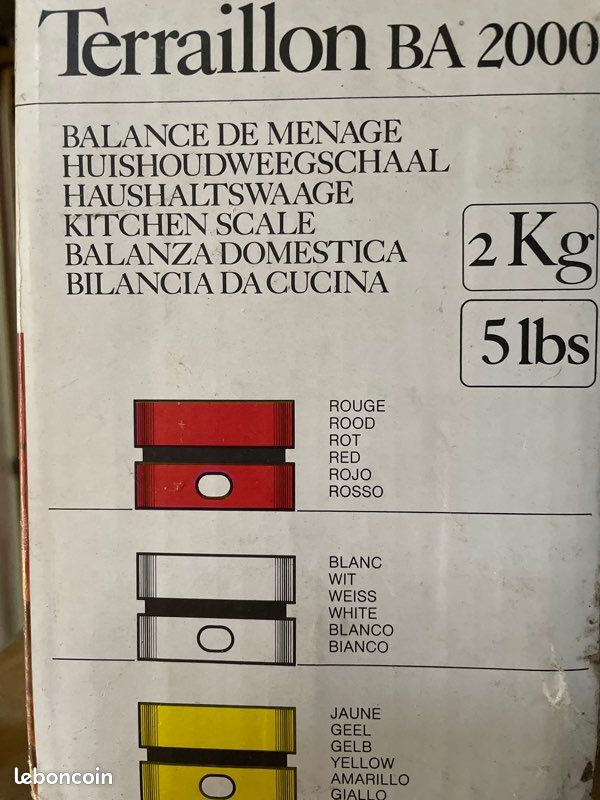 Terraillon BA 2000
BALANCE DE MENAGE
HUISHOUDWEEGSCHAAL
HAUSHALTSWAAGE
KITCHEN SCALE
BALANZA DOMESTICA
BILANCIA DA CUCINA
2 Kg
5 lbs
ROUGE
ROOD
ROT
RED
ROJO
ROSSO
BLANC
WIT
WEISS
WHITE
BLANCO
BIANCO
JAUNE
GEEL
GELB
YELLOW
AMARILLO
GIALLO
leboncoin